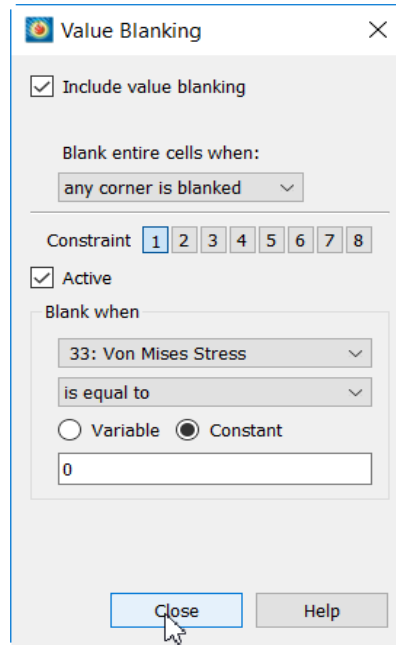 Value Blanking
Include value blanking
Blank entire cells when:
any corner is blanked
Constraint 1 2 3 4 5 6 7 8
Active
Blank when
33: Von Mises Stress
is equal to
Variable Constant
0
Close Help